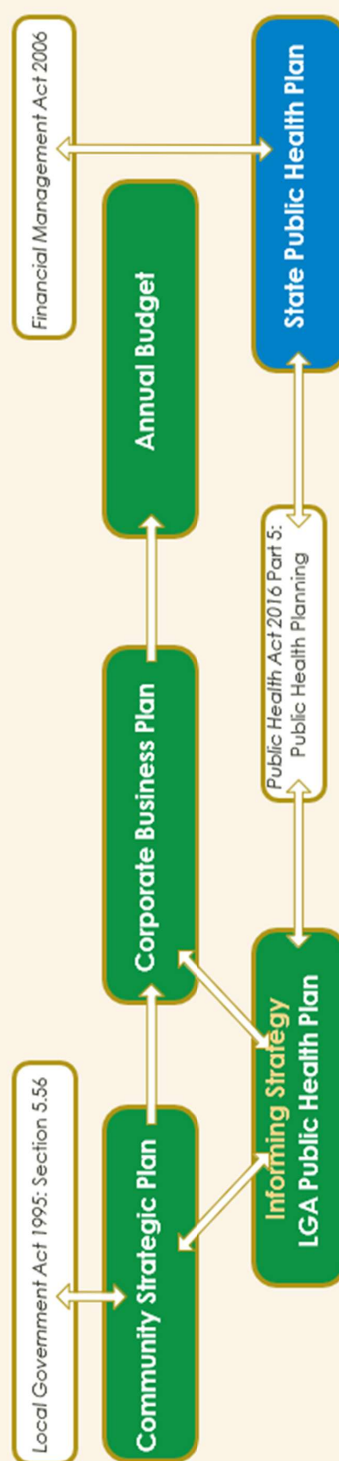 Local Government Act 1995: Section 5.56
Financial Management Act 2006
Community Strategic Plan
Corporate Business Plan
Annual Budget
Informing Strategy
LGA Public Health Plan
Public Health Act 2016 Part 5:
Public Health Planning
State Public Health Plan